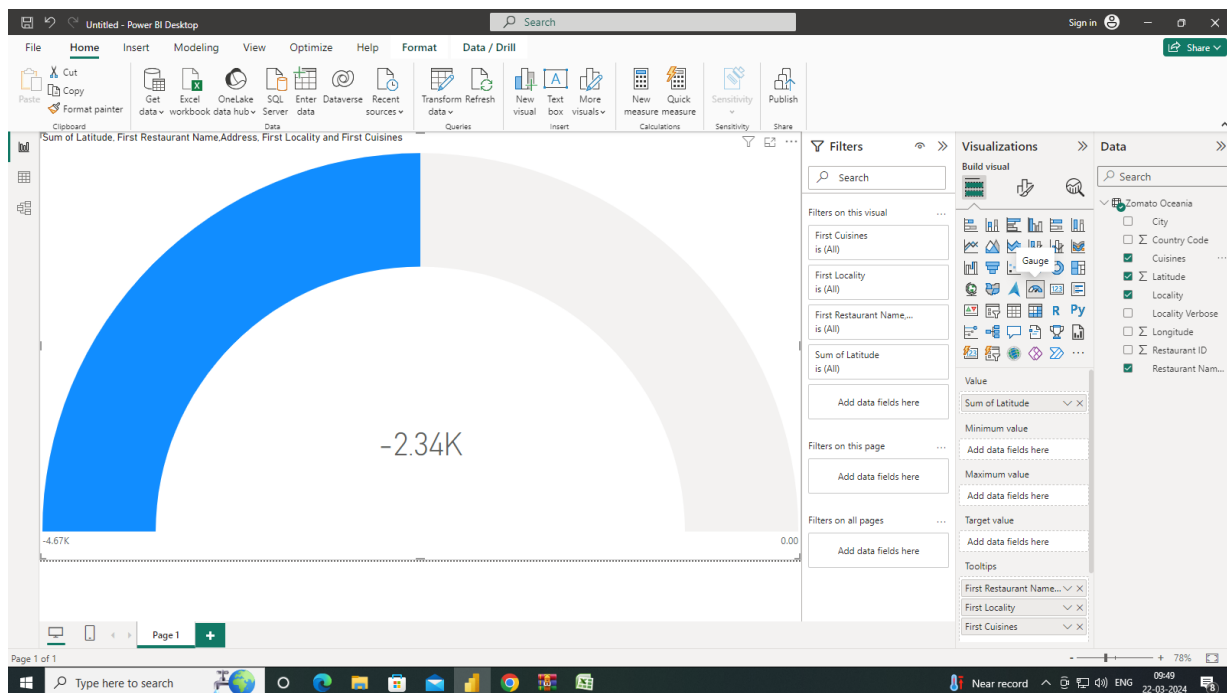 Untitled - Power BI Desktop
Search
Sign in
File Home Insert Modeling View Optimize Help Format Data / Drill
Share
Paste
Cut
Copy
Format painter
Clipboard
Get data
Excel workbook
OneLake data hub
SQL Server
Enter data
Dataverse
Recent sources
Data
Transform data
Refresh
Queries
New visual
Text box
More visuals
Insert
New measure
Quick measure
Calculations
Sensitivity
Sensitivity
Publish
Share
Sum of Latitude, First Restaurant Name,Address, First Locality and First Cuisines
-2.34K
-4.67K
0.00
Filters
Search
Filters on this visual
First Cuisines
is (All)
First Locality
is (All)
First Restaurant Name,...
is (All)
Sum of Latitude
is (All)
Add data fields here
Filters on this page
Add data fields here
Filters on all pages
Add data fields here
Visualizations
Build visual
Gauge
123
R Py
123
Value
Sum of Latitude
Minimum value
Add data fields here
Maximum value
Add data fields here
Target value
Add data fields here
Tooltips
First Restaurant Name...
First Locality
First Cuisines
Data
Search
Zomato Oceania
City
∑ Country Code
Cuisines
∑ Latitude
Locality
Locality Verbose
∑ Longitude
∑ Restaurant ID
Restaurant Nam...
Page 1
Page 1 of 1
- + 78%
Type here to search
Near record
ENG
09:49
22-03-2024